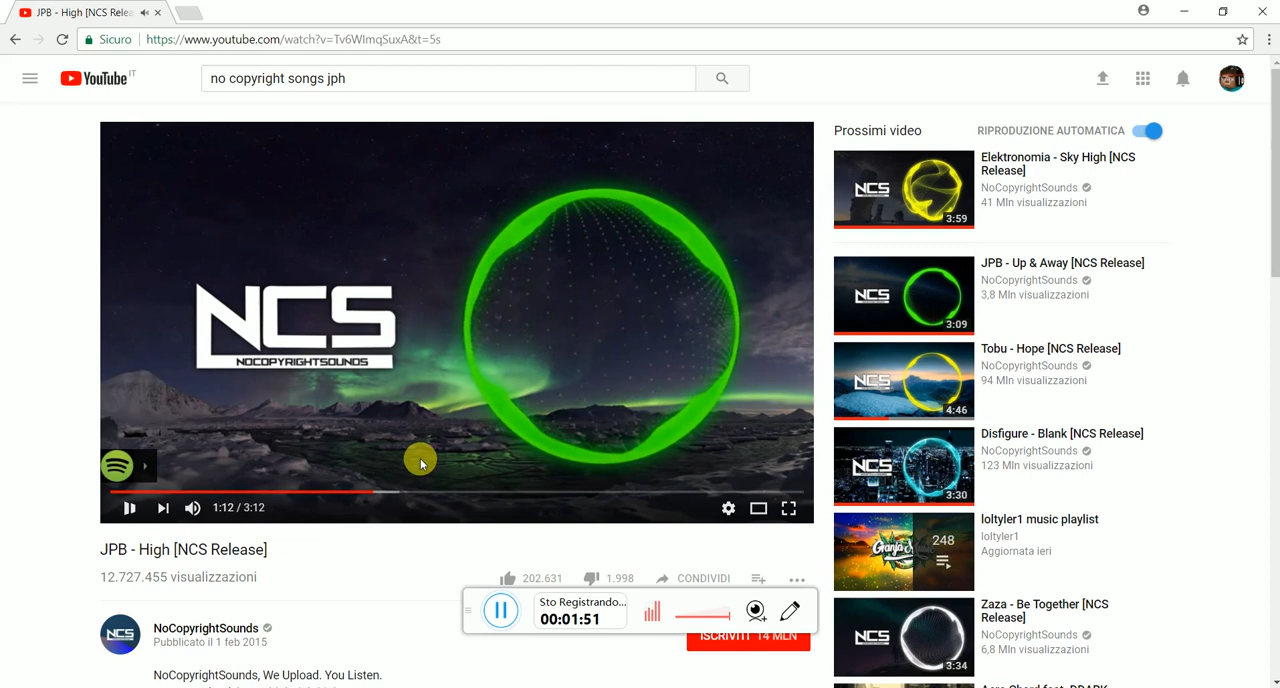 JPB - High [NCS Relea
Sicuro
https://www.youtube.com/watch?v=Tv6WImqSuxA&t=5s
YouTube IT
no copyright songs jph
NCS
NOCOPYRIGHTSOUNDS
1:12 / 3:12
JPB - High [NCS Release]
12.727.455 visualizzazioni
202.631
1.998
CONDIVIDI
Sto Registrando...
00:01:51
NCS
NoCopyrightSounds
Pubblicato il 1 feb 2015
ISCRIVITI 14 MLN
NoCopyrightSounds, We Upload. You Listen.
Prossimi video
RIPRODUZIONE AUTOMATICA
NCS
3:59
Elektronomia - Sky High [NCS
Release]
NoCopyrightSounds
41 Mln visualizzazioni
NCS
3:09
JPB - Up & Away [NCS Release]
NoCopyrightSounds
3,8 Mln visualizzazioni
NCS
4:46
Tobu - Hope [NCS Release]
NoCopyrightSounds
94 Mln visualizzazioni
NCS
3:30
Disfigure - Blank [NCS Release]
NoCopyrightSounds
123 Mln visualizzazioni
248
loltyler1 music playlist
loltyler1
Aggiornata ieri
NCS
3:34
Zaza - Be Together [NCS
Release]
NoCopyrightSounds
6,8 Mln visualizzazioni